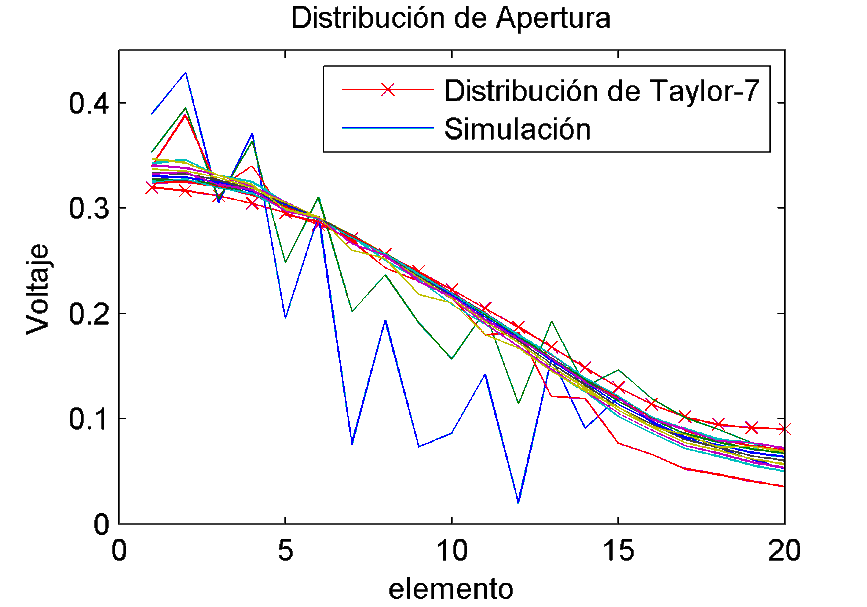 Distribución de Apertura
Distribución de Taylor-7
Simulación
Voltaje
0.4
0.3
0.2
0.1
0
0 5 10 15 20
elemento